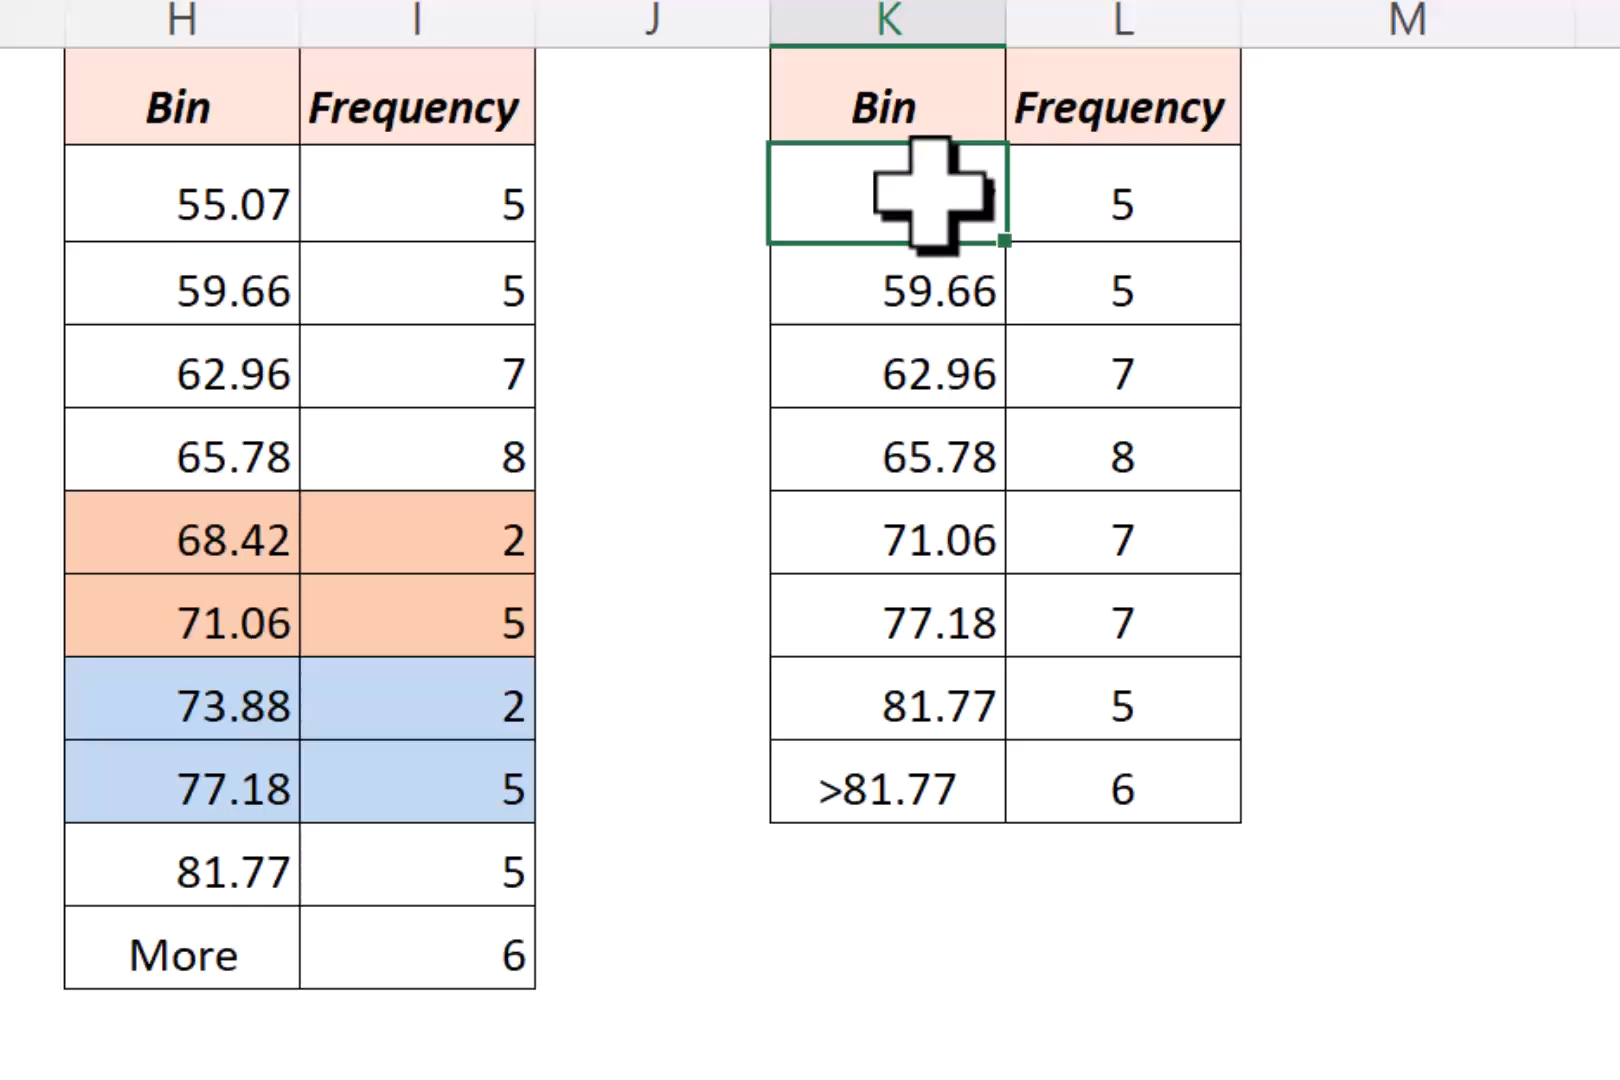 H I J K L M
Bin Frequency Bin Frequency
55.07 5 5
59.66 5 59.66 5
62.96 7 62.96 7
65.78 8 65.78 8
68.42 2 71.06 7
71.06 5 77.18 7
73.88 2 81.77 5
77.18 5 >81.77 6
81.77 5
More 6